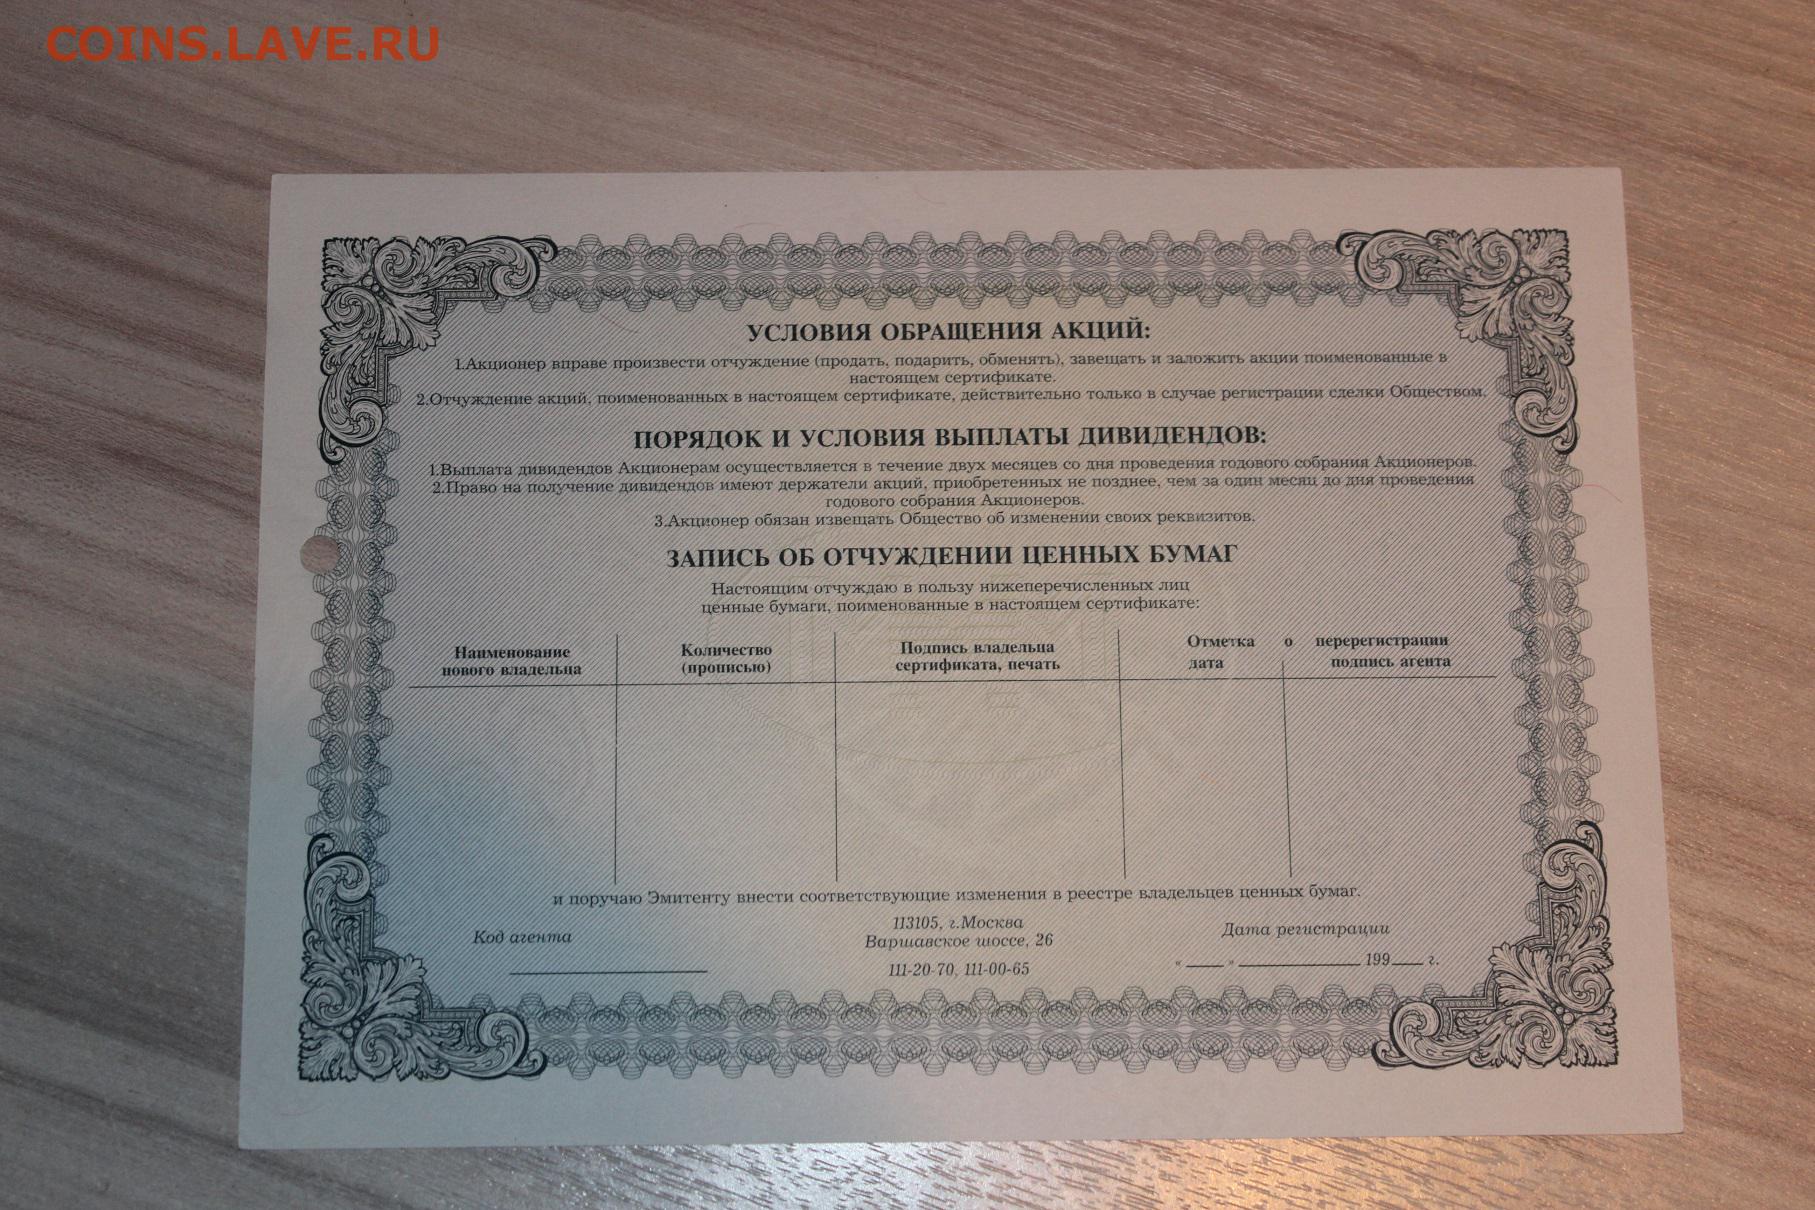 COINS.LAVE.RU
УСЛОВИЯ ОБРАЩЕНИЯ АКЦИЙ:
1.Акционер вправе произвести отчуждение (продать, подарить, обменять), завещать и заложить акции поименованные в
настоящем сертификате.
2.Отчуждение акций, поименованных в настоящем сертификате, действительно только в случае регистрации сделки Обществом.
ПОРЯДОК И УСЛОВИЯ ВЫПЛАТЫ ДИВИДЕНДОВ:
1.Выплата дивидендов Акционерам осуществляется в течение двух месяцев со дня проведения годового собрания Акционеров.
2.Право на получение дивидендов имеют держатели акций, приобретенных не позднее, чем за один месяц до дня проведения
годового собрания Акционеров.
3.Акционер обязан извещать Общество об изменении своих реквизитов.
ЗАПИСЬ ОБ ОТЧУЖДЕНИИ ЦЕННЫХ БУМАГ
Настоящим отчуждаю в пользу нижеперечисленных лиц
ценные бумаги, поименованные в настоящем сертификате:
Наименование
нового владельца
Количество
(прописью)
Подпись владельца
сертификата, печать
Отметка о перерегистрации
дата подпись агента
и поручаю Эмитенту внести соответствующие изменения в реестре владельцев ценных бумаг.
Код агента
113105, г.Москва
Варшавское шоссе, 26
111-20-70, 111-00-65
Дата регистрации
"____" ______________ 199____ г.